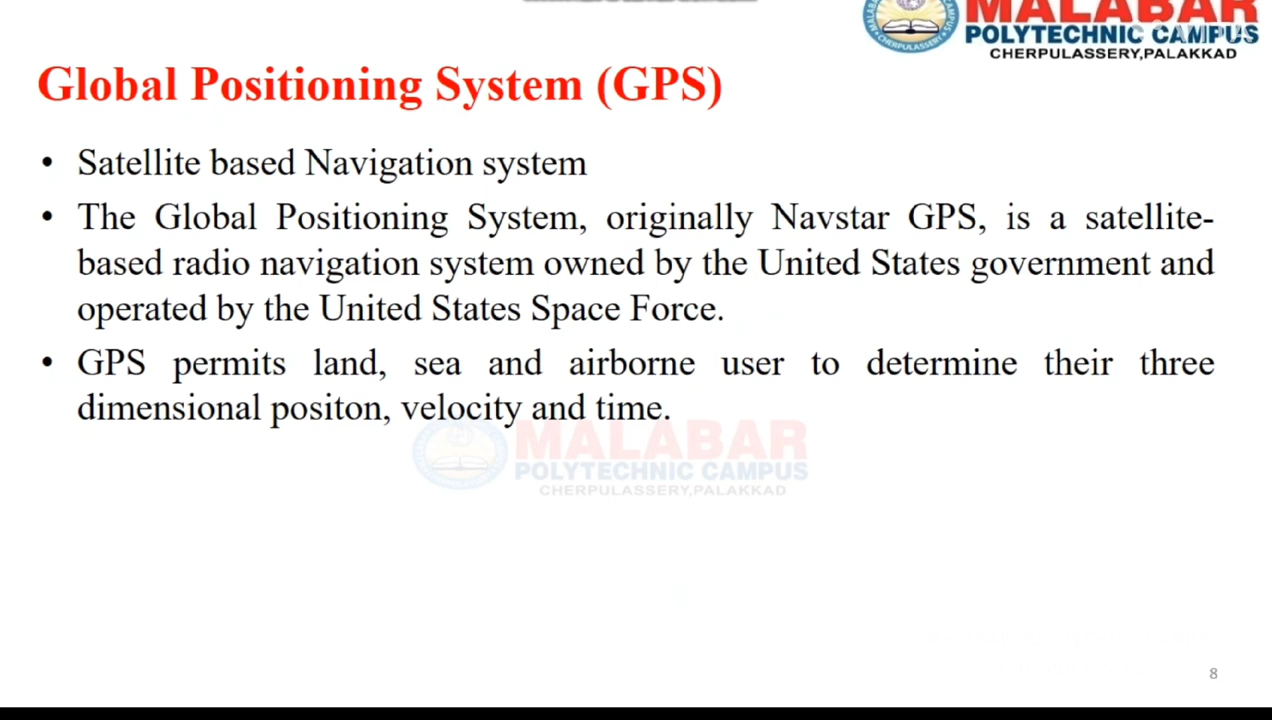 MALABAR
POLYTECHNIC CAMPUS
CHERPULASSERY,PALAKKAD
Global Positioning System (GPS)
• Satellite based Navigation system
• The Global Positioning System, originally Navstar GPS, is a satellite-
based radio navigation system owned by the United States government and
operated by the United States Space Force.
• GPS permits land, sea and airborne user to determine their three
dimensional positon, velocity and time.
MALABAR
POLYTECHNIC CAMPUS
CHERPULASSERY,PALAKKAD
8